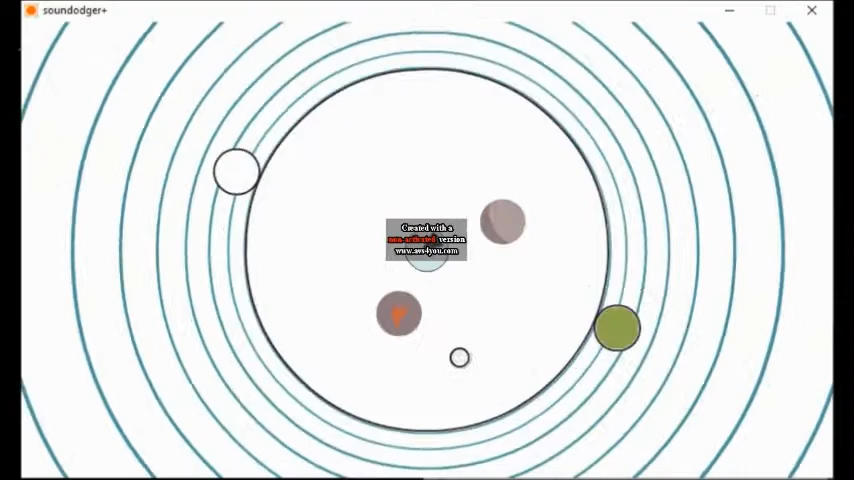 soundodger+
Created with a
non-activated version
www.avs4you.com